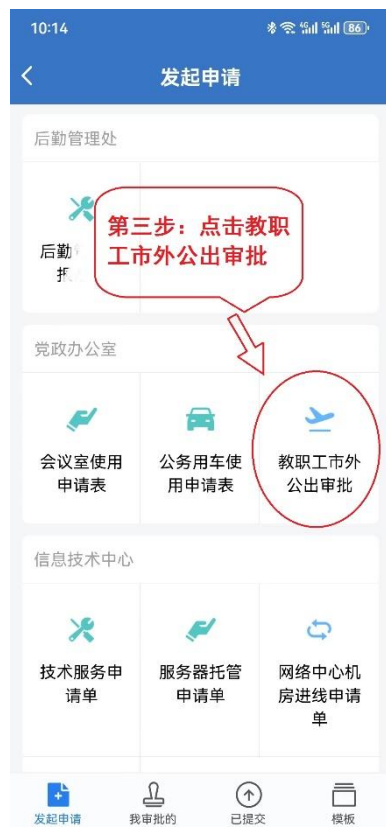 10:14
86
发起申请
后勤管理处
第三步：点击教职
工市外公出审批
后勤
党政办公室
会议室使用
申请表
公务用车使
用申请表
教职工市外
公出审批
信息技术中心
技术服务申
请单
服务器托管
申请单
网络中心机
房进线申请
单
发起申请
我审批的
已提交
模板